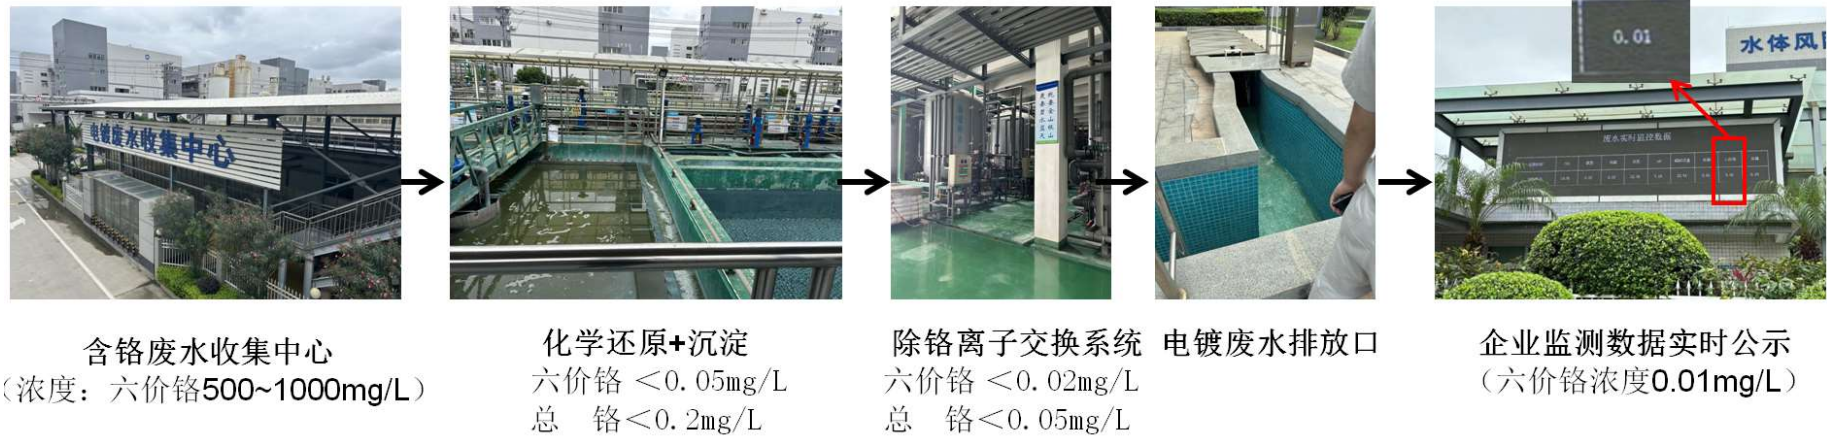 电镀废水收集中心
0.01
水体风
废水实时监控数据
含铬废水收集中心
（浓度：六价铬500~1000mg/L）
化学还原+沉淀
六价铬＜0.05mg/L
总　铬＜0.2mg/L
除铬离子交换系统
六价铬＜0.02mg/L
总　铬＜0.05mg/L
电镀废水排放口
企业监测数据实时公示
（六价铬浓度0.01mg/L）